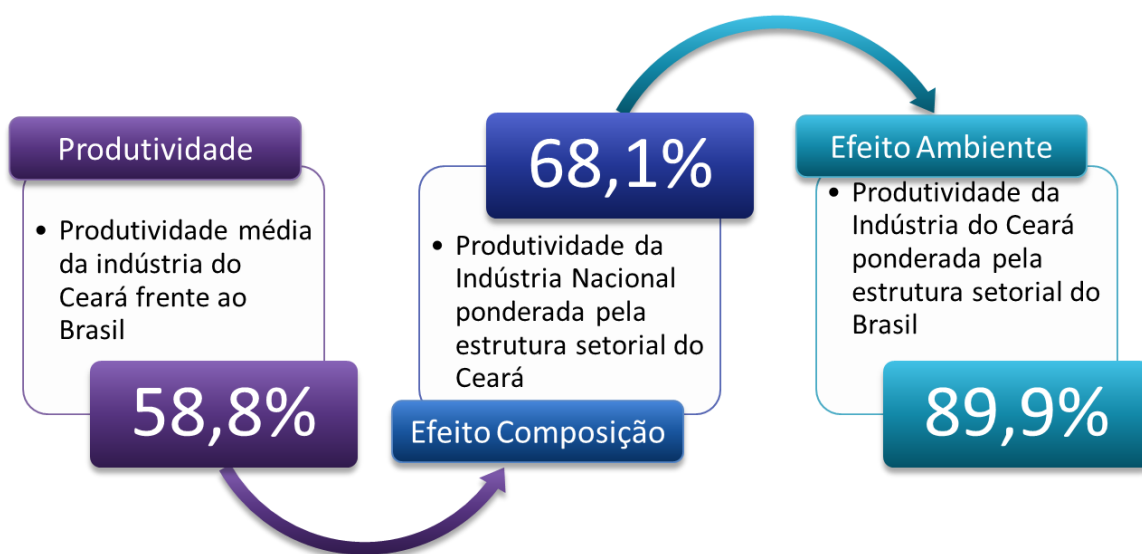 Produtividade
• Produtividade média
da indústria do
Ceará frente ao
Brasil
58,8%
68,1%
• Produtividade da
Indústria Nacional
ponderada pela
estrutura setorial do
Ceará
Efeito Composição
Efeito Ambiente
• Produtividade da
Indústria do Ceará
ponderada pela
estrutura setorial do
Brasil
89,9%